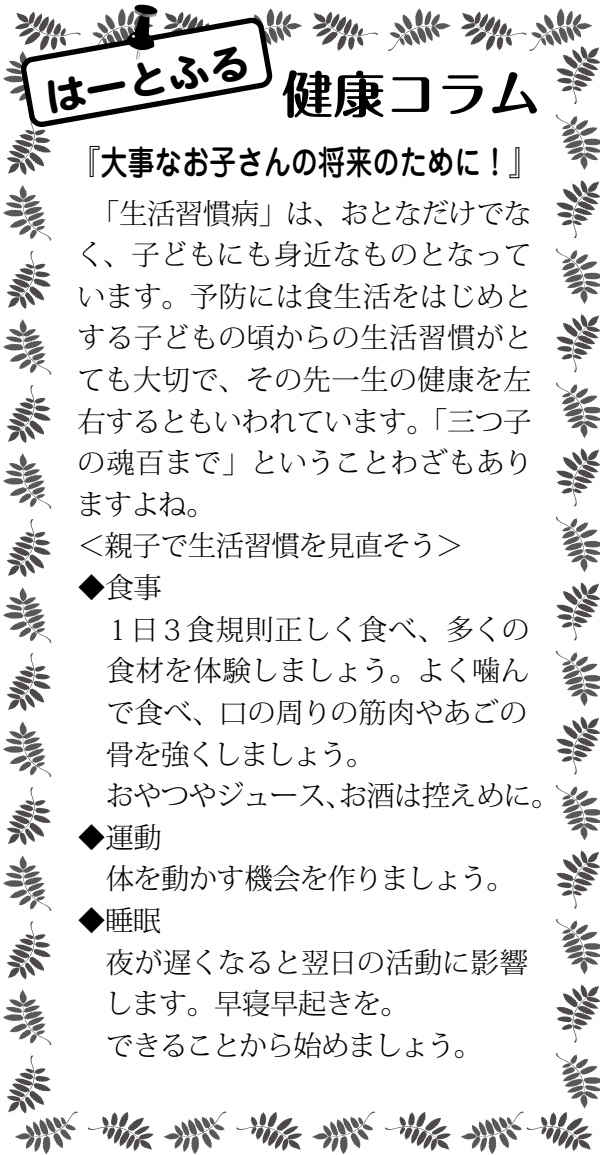 はーとふる
健康コラム
『大事なお子さんの将来のために！』
「生活習慣病」は、おとなだけでな
く、子どもにも身近なものとなって
います。予防には食生活をはじめと
する子どもの頃からの生活習慣がと
ても大切で、その先一生の健康を左
右するともいわれています。「三つ子
の魂百まで」ということわざもあり
ますよね。
＜親子で生活習慣を見直そう＞
◆食事
１日３食規則正しく食べ、多くの
食材を体験しましょう。よく噛ん
で食べ、口の周りの筋肉やあごの
骨を強くしましょう。
おやつやジュース、お酒は控えめに。
◆運動
体を動かす機会を作りましょう。
◆睡眠
夜が遅くなると翌日の活動に影響
します。早寝早起きを。
できることから始めましょう。